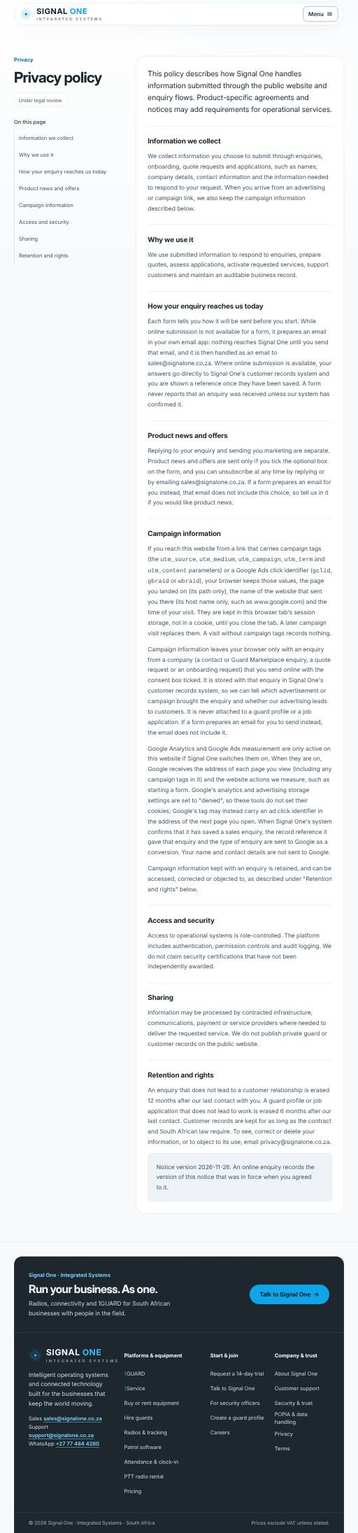 SIGNAL ONE
INTEGRATED SYSTEMS
Menu
Privacy
Privacy policy
Under legal review
On this page
Information we collect
Why we use it
How your enquiry reaches us today
Product news and offers
Campaign information
Access and security
Sharing
Retention and rights
This policy describes how Signal One handles
information submitted through the public website and
enquiry flows. Product-specific agreements and
notices may add requirements for operational services.
Information we collect
We collect information you choose to submit through enquiries,
onboarding, quote requests and applications, such as names,
company details, contact information and the information needed
to respond to your request. When you arrive from an advertising
or campaign link, we also keep the campaign information
described below.
Why we use it
We use submitted information to respond to enquiries, prepare
quotes, assess applications, activate requested services, support
customers and maintain an auditable business record.
How your enquiry reaches us today
Each form tells you how it will be sent before you start. While
online submission is not available for a form, it prepares an email
in your own email app: nothing reaches Signal One until you send
that email, and it is then handled as an email to
sales@signalone.co.za. Where online submission is available, your
answers go directly to Signal One's customer records system and
you are shown a reference once they have been saved. A form
never reports that an enquiry was received unless our system has
confirmed it.
Product news and offers
Replying to your enquiry and sending you marketing are separate.
Product news and offers are sent only if you tick the optional box
on the form, and you can unsubscribe at any time by replying or
by emailing sales@signalone.co.za. If a form prepares an email for
you instead, that email does not include this choice, so tell us in it
if you would like product news.
Campaign information
If you reach this website from a link that carries campaign tags
(the utm_source, utm_medium, utm_campaign, utm_term and
utm_content parameters) or a Google Ads click identifier (gclid,
gbraid or wbraid), your browser keeps those values, the page
you landed on (its path only), the name of the website that sent
you there (its host name only, such as www.google.com) and the
time of your visit. They are kept in this browser tab's session
storage, not in a cookie, until you close the tab. A later campaign
visit replaces them. A visit without campaign tags records nothing.
Campaign information leaves your browser only with an enquiry
from a company (a contact or Guard Marketplace enquiry, a quote
request or an onboarding request) that you send online with the
consent box ticked. It is stored with that enquiry in Signal One's
customer records system, so we can tell which advertisement or
campaign brought the enquiry and whether our advertising leads
to customers. It is never attached to a guard profile or a job
application. If a form prepares an email for you to send instead,
the email does not include it.
Google Analytics and Google Ads measurement are only active on
this website if Signal One switches them on. When they are on,
Google receives the address of each page you view (including any
campaign tags in it) and the website actions we measure, such as
starting a form. Google's analytics and advertising storage
settings are set to "denied", so these tools do not set their
cookies; Google's tag may instead carry an ad click identifier in
the address of the next page you open. When Signal One's system
confirms that it has saved a sales enquiry, the record reference it
gave that enquiry and the type of enquiry are sent to Google as a
conversion. Your name and contact details are not sent to Google.
Campaign information kept with an enquiry is retained, and can be
accessed, corrected or objected to, as described under "Retention
and rights" below.
Access and security
Access to operational systems is role-controlled. The platform
includes authentication, permission controls and audit logging. We
do not claim security certifications that have not been
independently awarded.
Sharing
Information may be processed by contracted infrastructure,
communications, payment or service providers where needed to
deliver the requested service. We do not publish private guard or
customer records on the public website.
Retention and rights
An enquiry that does not lead to a customer relationship is erased
12 months after our last contact with you. A guard profile or job
application that does not lead to work is erased 6 months after our
last contact. Customer records are kept for as long as the contract
and South African law require. To see, correct or delete your
information, or to object to its use, email privacy@signalone.co.za.
Notice version 2026-11-26. An online enquiry records the
version of this notice that was in force when you agreed
to it.
Signal One · Integrated Systems
Run your business. As one.
Radios, connectivity and 1GUARD for South African
businesses with people in the field.
Talk to Signal One →
SIGNAL ONE
INTEGRATED SYSTEMS
Intelligent operating systems
and connected technology
built for the businesses that
keep the world moving.
Sales sales@signalone.co.za
Support
support@signalone.co.za
WhatsApp +27 77 484 4280
Platforms & equipment
1GUARD
1Service
Buy or rent equipment
Hire guards
Radios & tracking
Patrol software
Attendance & clock-in
PTT radio rental
Pricing
Start & join
Request a 14-day trial
Talk to Signal One
For security officers
Create a guard profile
Careers
Company & trust
About Signal One
Customer support
Security & trust
POPIA & data
handling
Privacy
Terms
© 2026 Signal One · Integrated Systems · South Africa
Prices exclude VAT unless stated.